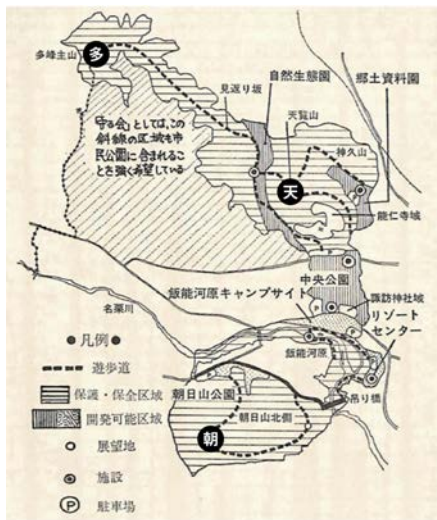 多
多峰主山
見返り坂
自然生態園
郷土資料園
天覧山
神久山
「守る会」としては、この
斜線の区域も市
民公園に含まれるこ
とを強く希望している
天
能仁寺域
中央公園
飯能河原キャンプサイト
諏訪神社域
リゾート
センター
名栗川
P
P
P
飯能河原
吊り橋
朝日山公園
朝日山北側
朝
●凡例●
遊歩道
保護・保全区域
開発可能区域
展望地
施設
P 駐車場